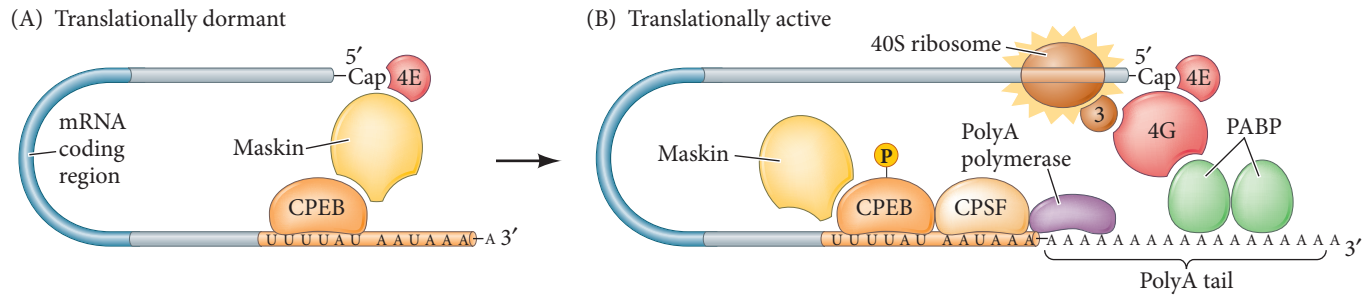 (A) Translationally dormant
5′
Cap
4E
mRNA
coding
region
Maskin
CPEB
UUUUAU AAUAAA A 3′
(B) Translationally active
40S ribosome
5′
Cap
4E
3
4G
PABP
PolyA
polymerase
Maskin
P
CPEB
CPSF
UUUUAU AAUAAA A A A A A A A A A A A A A A A A A 3′
PolyA tail